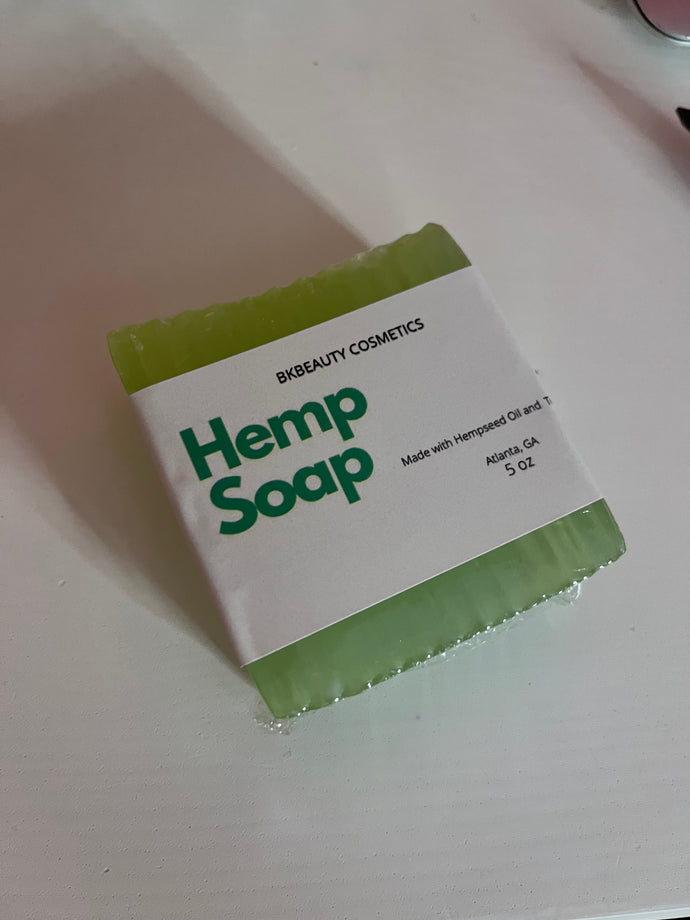 BKBEAUTY COSMETICS
Hemp
Soap
Made with Hempseed Oil and
Atlanta, GA
5 oz